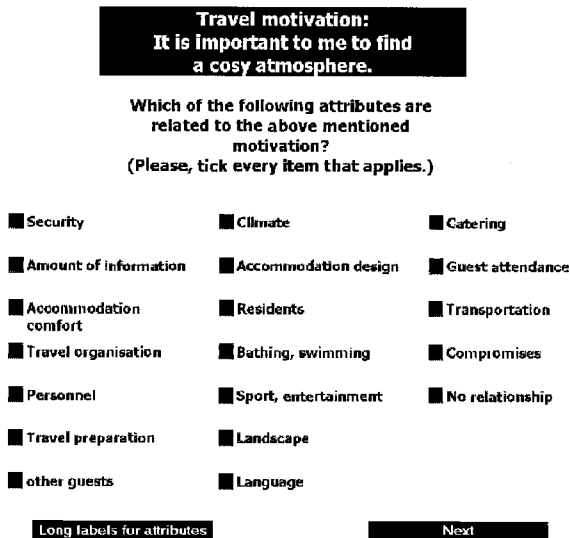 Travel motivation:
It is important to me to find
a cosy atmosphere.
Which of the following attributes are
related to the above mentioned
motivation?
(Please, tick every item that applies.)
Security
Climate
Catering
Amount of information
Accommodation design
Guest attendance
Accommodation
comfort
Residents
Transportation
Travel organisation
Bathing, swimming
Compromises
Personnel
Sport, entertainment
No relationship
Travel preparation
Landscape
other guests
Language
Long labels for attributes
Next